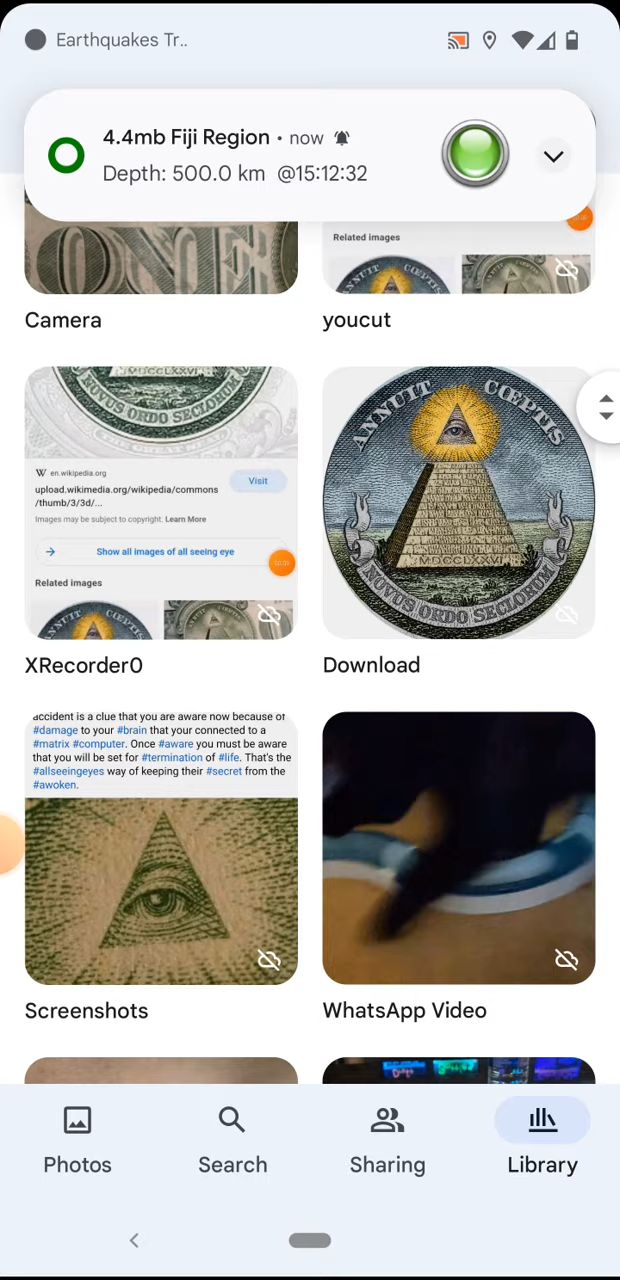 Earthquakes Tr..
4.4mb Fiji Region • now
Depth: 500.0 km @15:12:32
ONE
Related images
Camera
youcut
MDCCLXXVI
NOVUS ORDO SECLORUM
W en.wikipedia.org
upload.wikimedia.org/wikipedia/commons
/thumb/3/3d/...
Visit
Images may be subject to copyright. Learn More
Show all images of all seeing eye
Related images
ANNUIT CŒPTIS
MDCCLXXVI
NOVUS ORDO SECLORUM
XRecorder0
Download
accident is a clue that you are aware now because of
#damage to your #brain that your connected to a
#matrix #computer. Once #aware you must be aware
that you will be set for #termination of #life. That's the
#allseeingeyes way of keeping their #secret from the
#awoken.
Screenshots
WhatsApp Video
Photos
Search
Sharing
Library